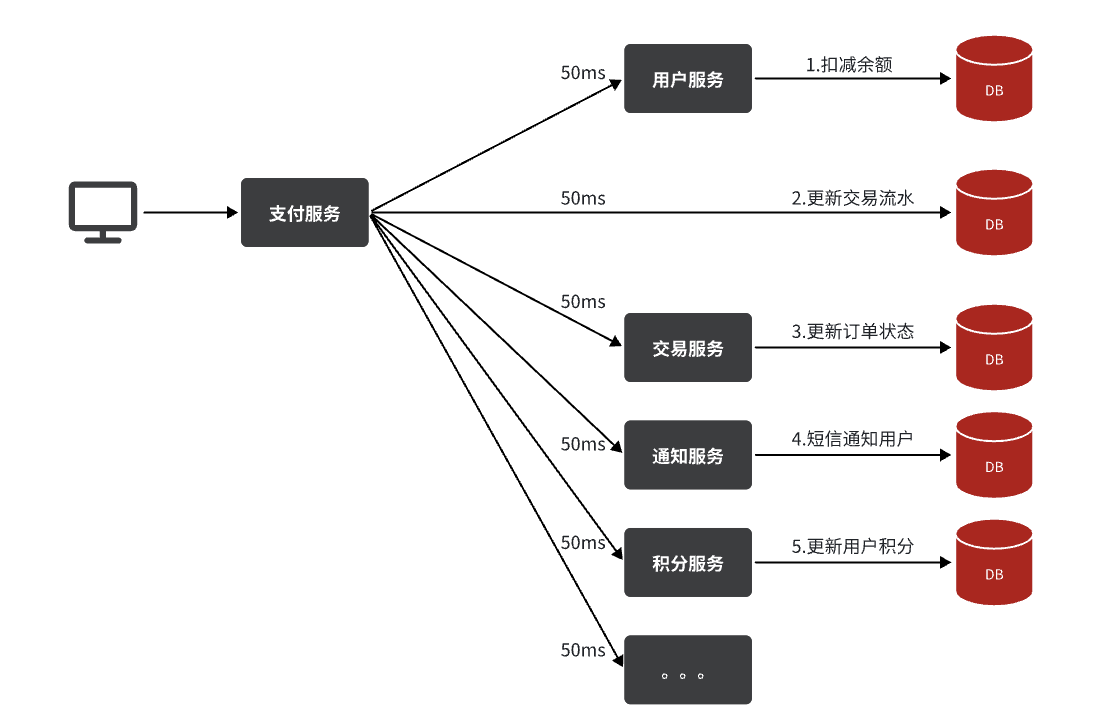 50ms
用户服务
1.扣减余额
DB
支付服务
50ms
2.更新交易流水
DB
50ms
交易服务
3.更新订单状态
DB
50ms
通知服务
4.短信通知用户
DB
50ms
积分服务
5.更新用户积分
DB
50ms
。。。